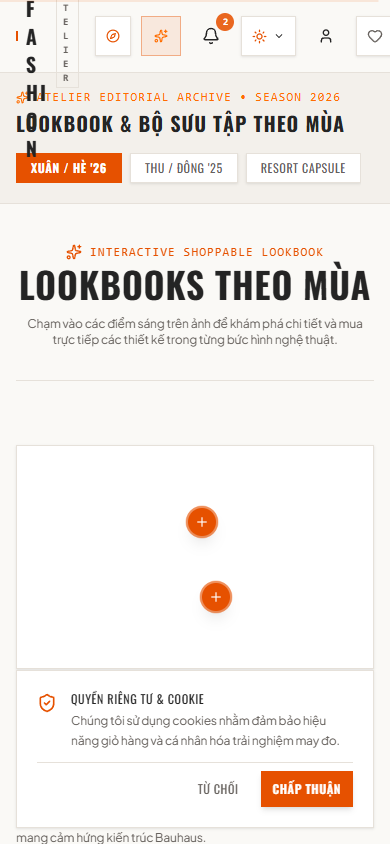 FASHION
TELIER
2
ATELIER EDITORIAL ARCHIVE • SEASON 2026
LOOKBOOK & BỘ SƯU TẬP THEO MÙA
XUÂN / HÈ '26
THU / ĐÔNG '25
RESORT CAPSULE
INTERACTIVE SHOPPABLE LOOKBOOK
LOOKBOOKS THEO MÙA
Chạm vào các điểm sáng trên ảnh để khám phá chi tiết và mua
trực tiếp các thiết kế trong từng bức hình nghệ thuật.
QUYỀN RIÊNG TƯ & COOKIE
Chúng tôi sử dụng cookies nhằm đảm bảo hiệu
năng giỏ hàng và cá nhân hóa trải nghiệm may đo.
TỪ CHỐI
CHẤP THUẬN
mang cảm hứng kiến trúc Bauhaus.